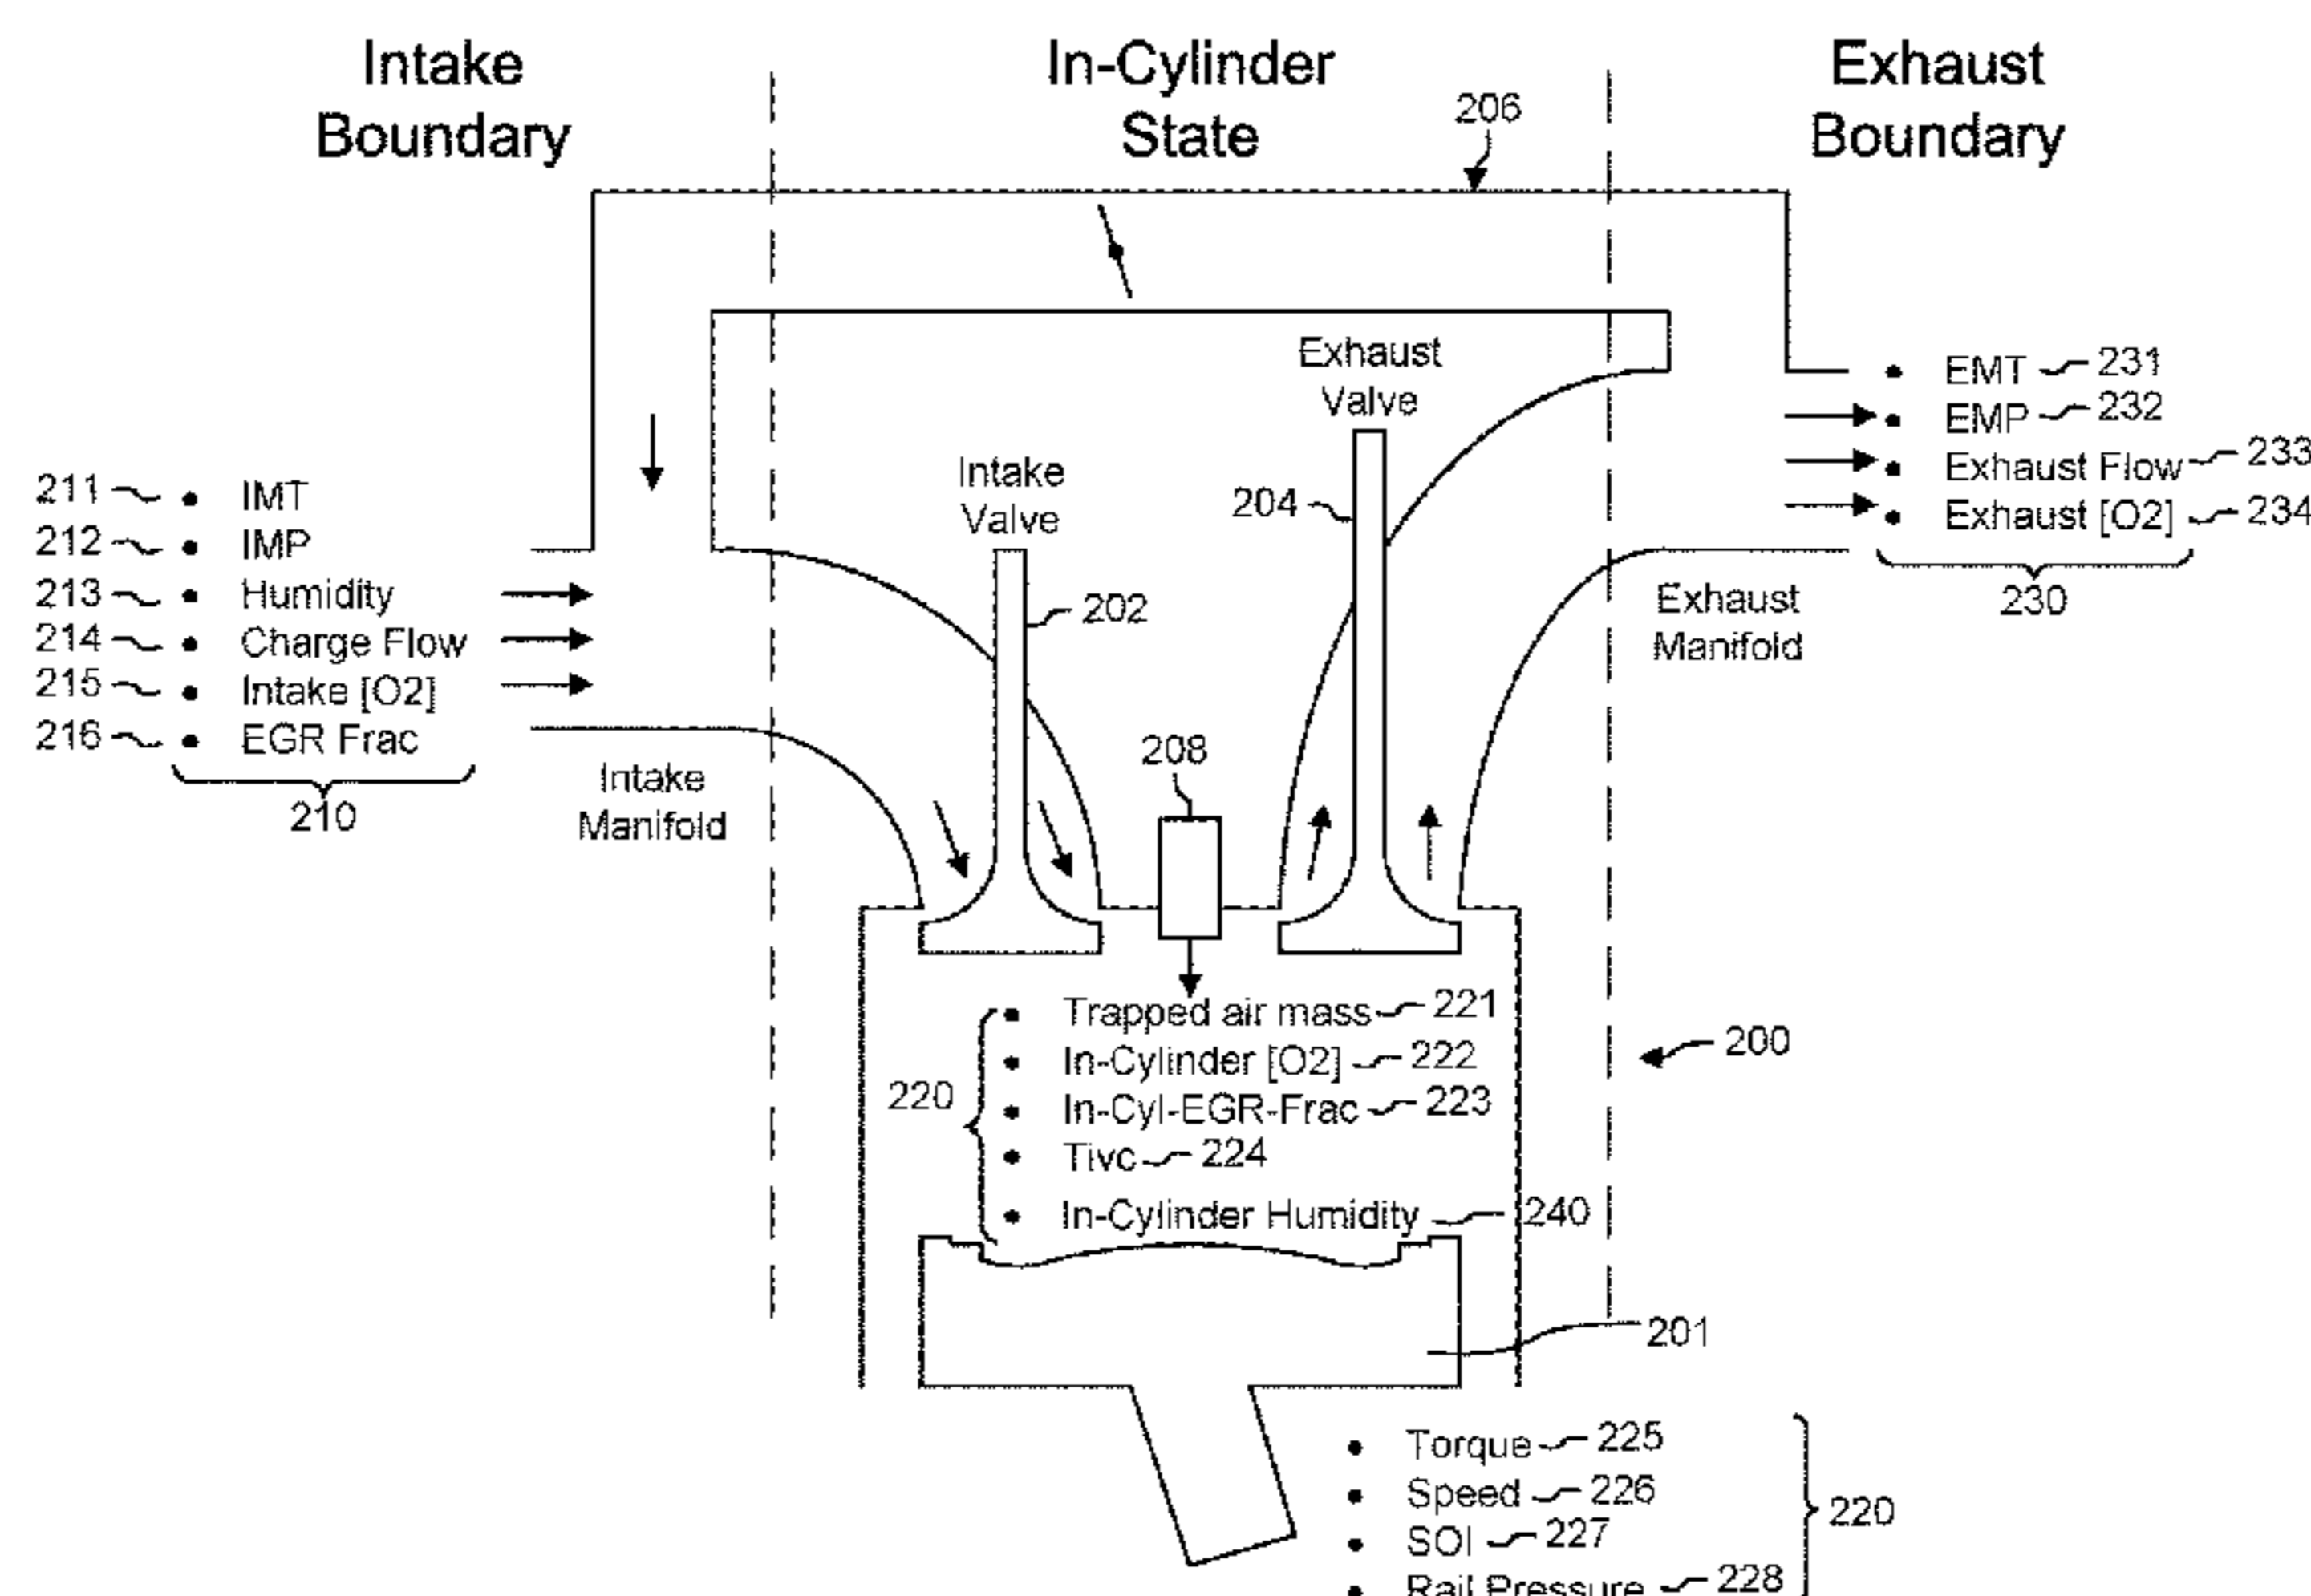 Intake
Boundary
In-Cylinder
State
Exhaust
Boundary
206
Exhaust
Valve
Intake
Valve
204
202
211 IMT
212 IMP
213 Humidity
214 Charge Flow
215 Intake [O2]
216 EGR Frac
210
Intake
Manifold
EMT 231
EMP 232
Exhaust Flow 233
Exhaust [O2] 234
230
Exhaust
Manifold
208
Trapped air mass 221
In-Cylinder [O2] 222
In-Cyl-EGR-Frac 223
Tivc 224
In-Cylinder Humidity 240
220
200
201
Torque 225
Speed 226
SOI 227
Rail Pressure 228
220